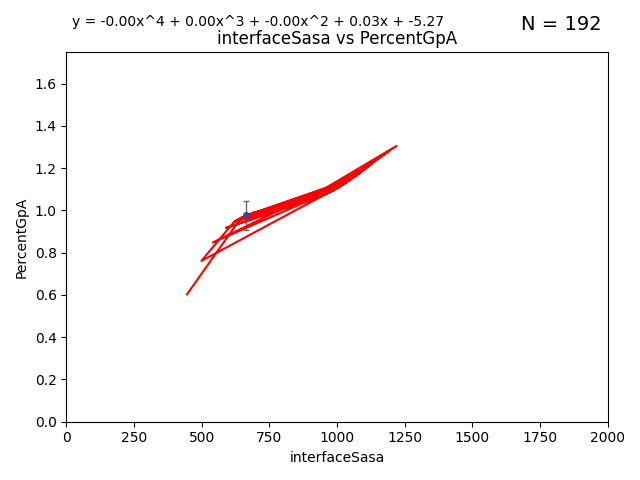 y = -0.00x^4 + 0.00x^3 + -0.00x^2 + 0.03x + -5.27
N = 192
interfaceSasa vs PercentGpA
PercentGpA
1.6
1.4
1.2
1.0
0.8
0.6
0.4
0.2
0.0
0 250 500 750 1000 1250 1500 1750 2000
interfaceSasa